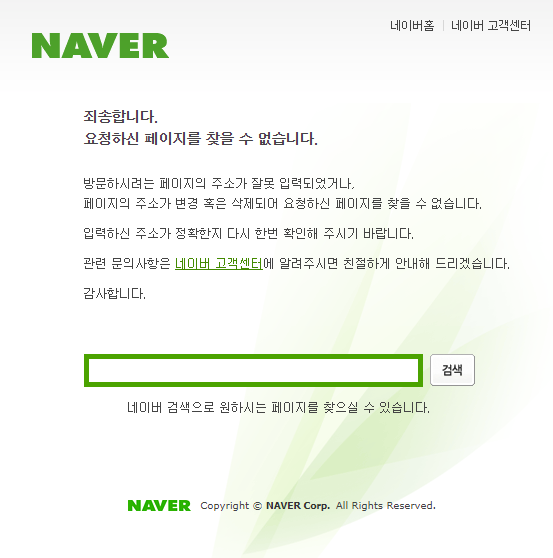 네이버홈 | 네이버 고객센터
NAVER
죄송합니다.
요청하신 페이지를 찾을 수 없습니다.
방문하시려는 페이지의 주소가 잘못 입력되었거나,
페이지의 주소가 변경 혹은 삭제되어 요청하신 페이지를 찾을 수 없습니다.
입력하신 주소가 정확한지 다시 한번 확인해 주시기 바랍니다.
관련 문의사항은 네이버 고객센터에 알려주시면 친절하게 안내해 드리겠습니다.
감사합니다.
검색
네이버 검색으로 원하시는 페이지를 찾으실 수 있습니다.
NAVER Copyright © NAVER Corp. All Rights Reserved.